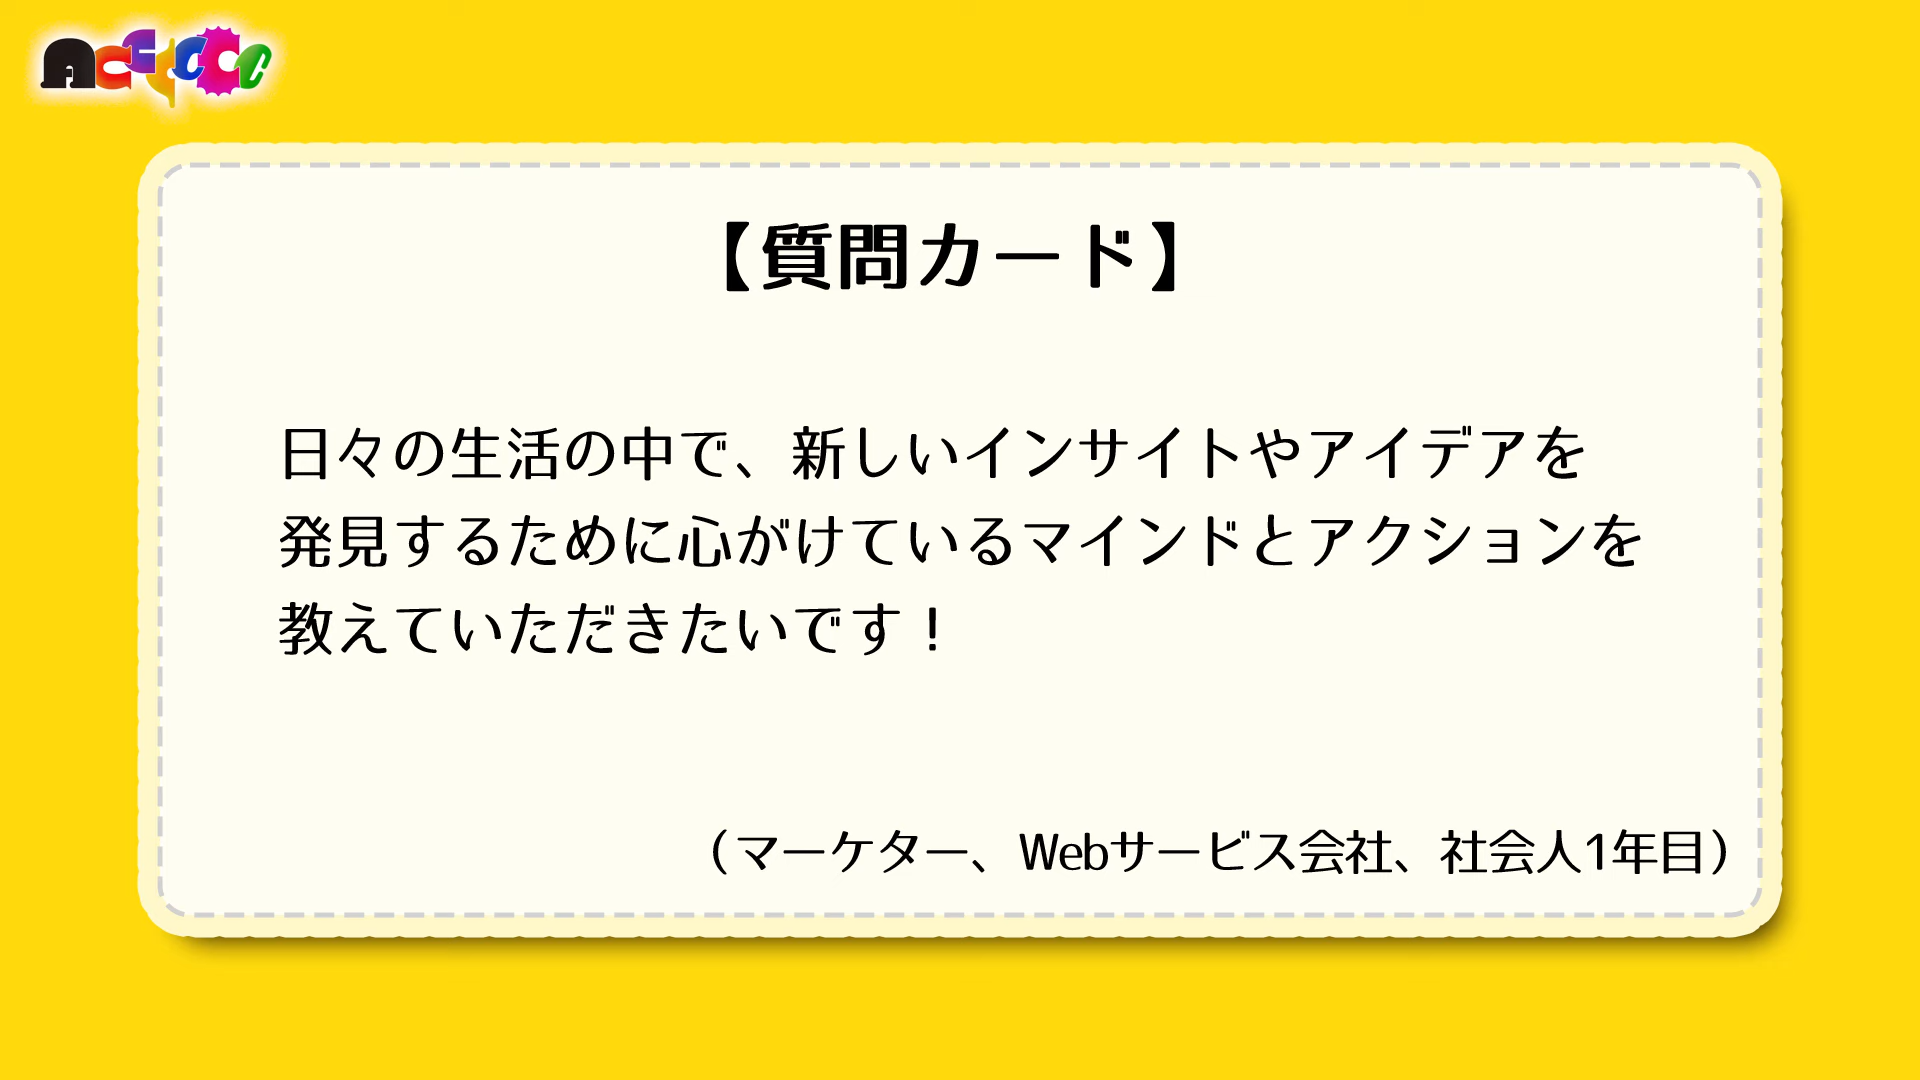 【質問カード】
日々の生活の中で、新しいインサイトやアイデアを
発見するために心がけているマインドとアクションを
教えていただきたいです！
（マーケター、Webサービス会社、社会人1年目）